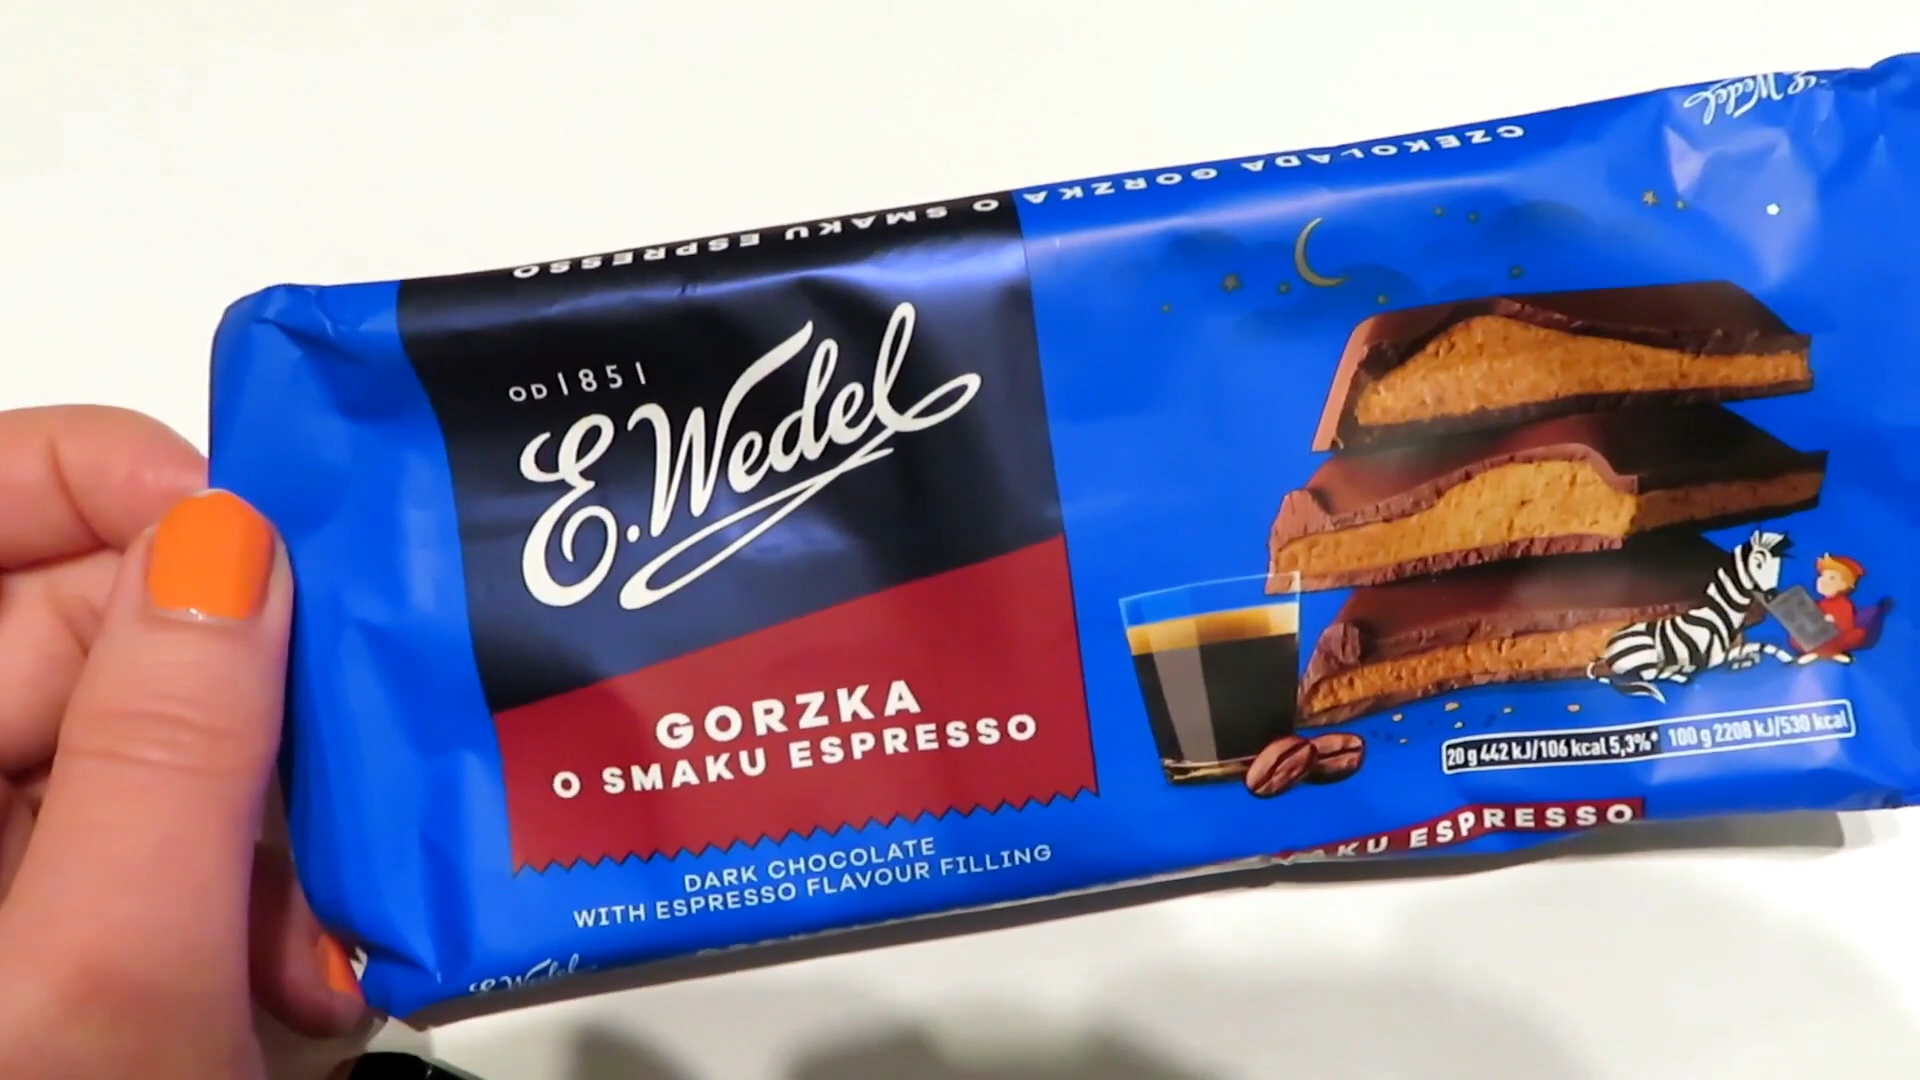 O SMAKU ESPRESSO
CZEKOLADA GORZKA
E. Wedel
OD 1851
E. Wedel
GORZKA
O SMAKU ESPRESSO
DARK CHOCOLATE
WITH ESPRESSO FLAVOUR FILLING
20 g 442 kJ/106 kcal 5,3%* 100 g 2208 kJ/530 kcal
ESPRESSO
E. Wedel